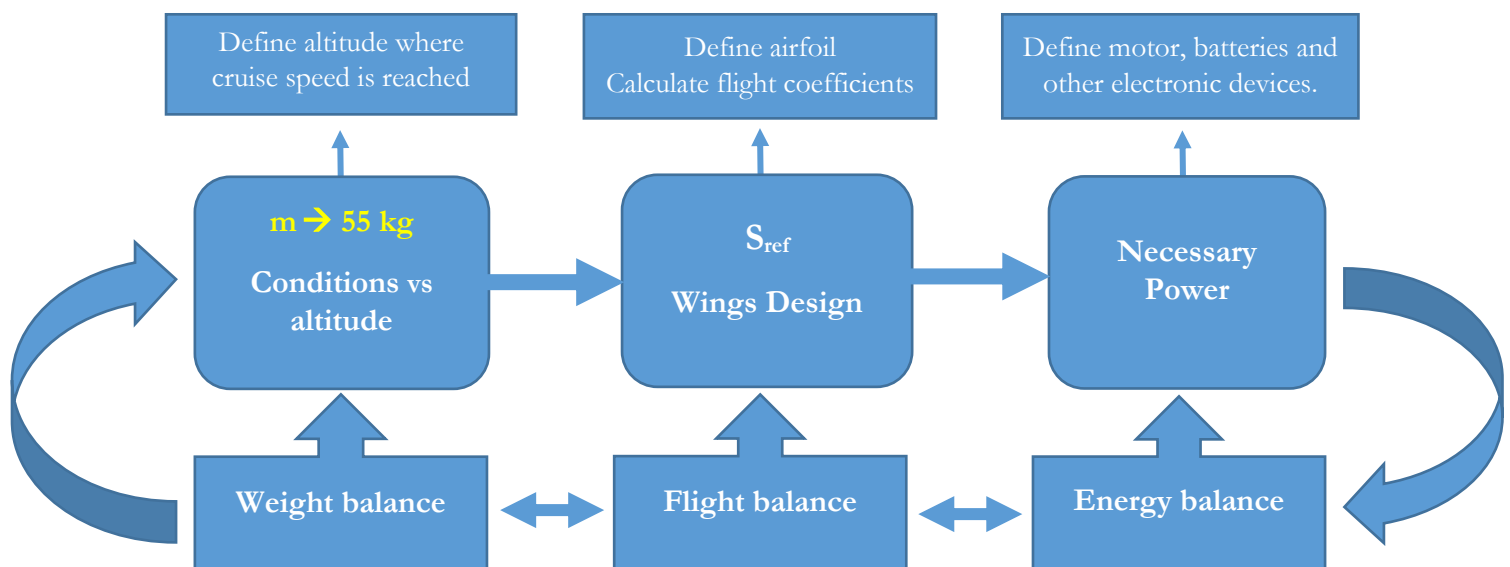 Define altitude where
cruise speed is reached
Define airfoil
Calculate flight coefficients
Define motor, batteries and
other electronic devices.
m → 55 kg
Conditions vs
altitude
Sref
Wings Design
Necessary
Power
Weight balance
Flight balance
Energy balance